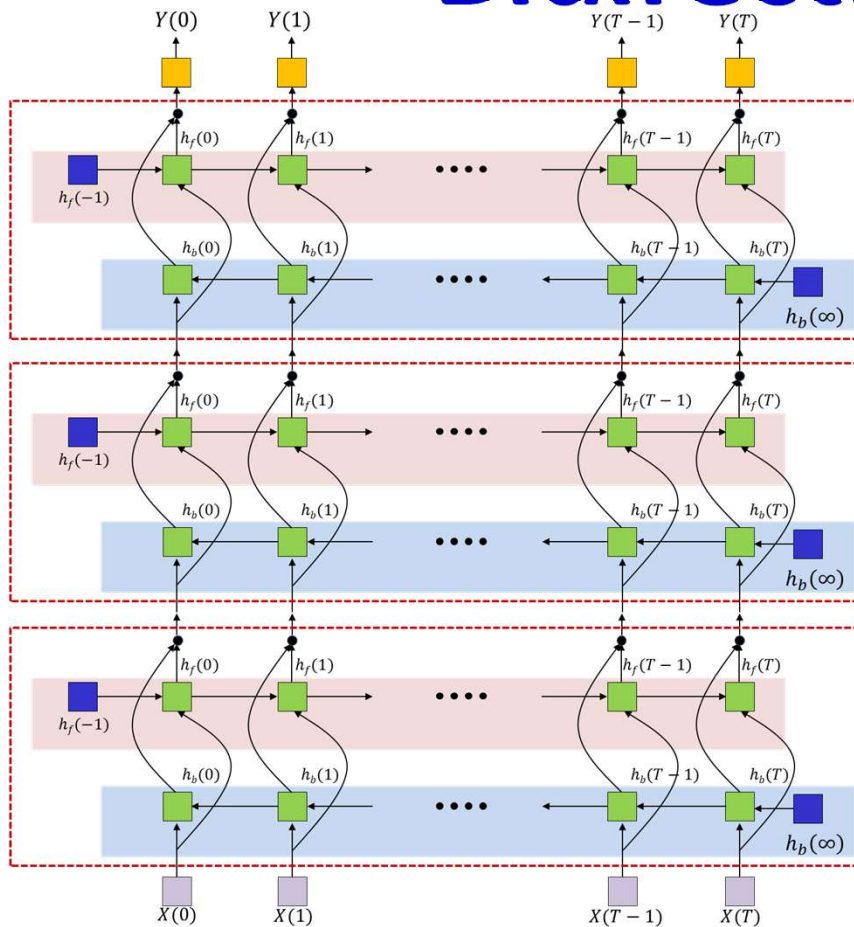 Y(0) Y(1) Y(T − 1) Y(T)
h_f(0) h_f(1) h_f(T − 1) h_f(T)
h_f(−1)
h_b(0) h_b(1) h_b(T − 1) h_b(T)
h_b(∞)
h_f(0) h_f(1) h_f(T − 1) h_f(T)
h_f(−1)
h_b(0) h_b(1) h_b(T − 1) h_b(T)
h_b(∞)
h_f(0) h_f(1) h_f(T − 1) h_f(T)
h_f(−1)
h_b(0) h_b(1) h_b(T − 1) h_b(T)
h_b(∞)
X(0) X(1) X(T − 1) X(T)